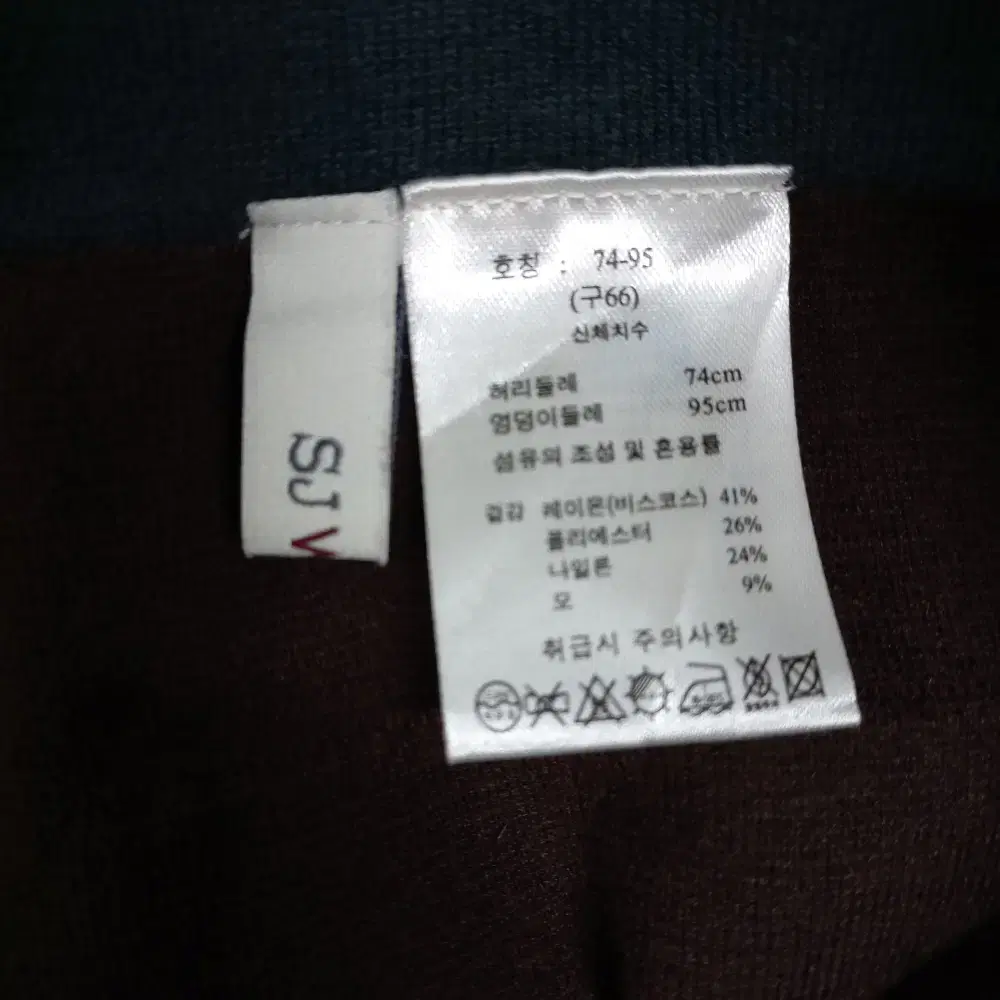 SJ W
호칭 : 74-95
(구66)
신체치수
허리둘레 74cm
엉덩이둘레 95cm
섬유의 조성 및 혼용률
겉감 레이온(비스코스) 41%
폴리에스터 26%
나일론 24%
모 9%
취급시 주의사항